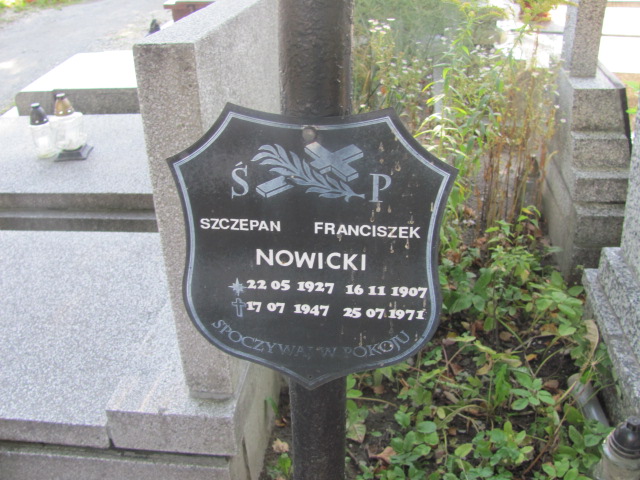 Ś P
SZCZEPAN FRANCISZEK
NOWICKI
22 05 1927 16 11 1907
17 07 1947 25 07 1971
SPOCZYWAJ W POKOJU